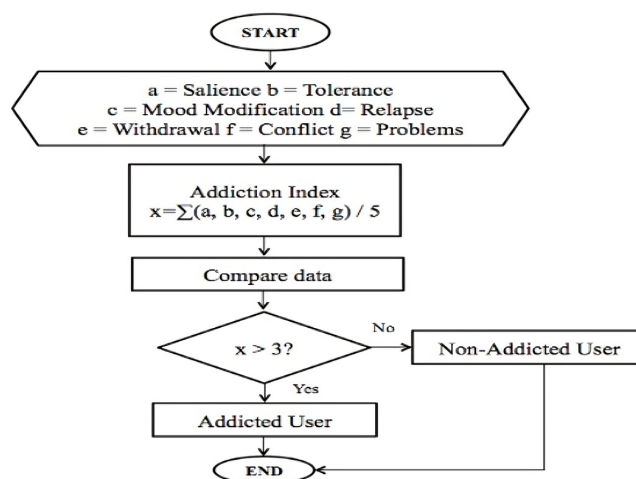 START
a = Salience b = Tolerance
c = Mood Modification d= Relapse
e = Withdrawal f = Conflict g = Problems
Addiction Index
x=∑(a, b, c, d, e, f, g) / 5
Compare data
x > 3?
No
Non-Addicted User
Yes
Addicted User
END